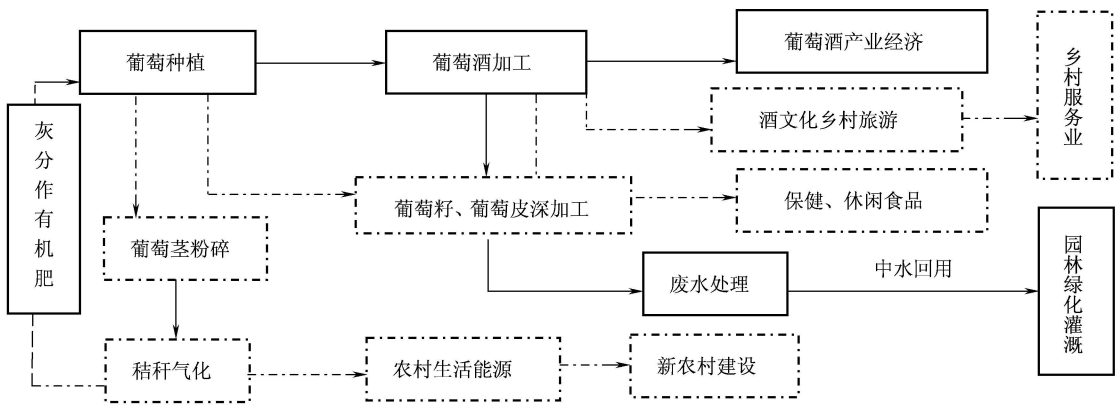 葡萄种植
葡萄酒加工
葡萄酒产业经济
乡村服务业
酒文化乡村旅游
灰分作有机肥
葡萄籽、葡萄皮深加工
保健、休闲食品
葡萄茎粉碎
废水处理
中水回用
园林绿化灌溉
秸秆气化
农村生活能源
新农村建设